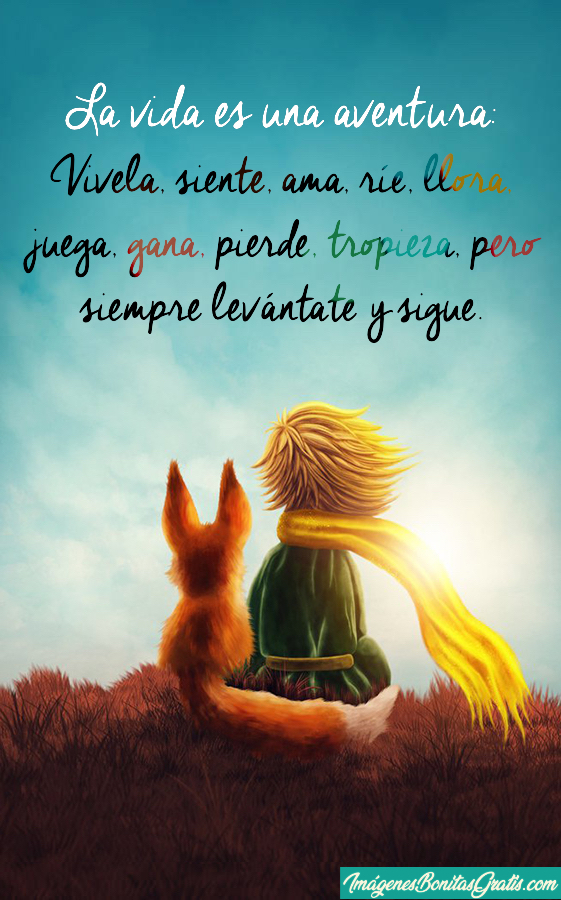 La vida es una aventura:
Vivela, siente, ama, ríe, llora,
juega, gana, pierde, tropieza, pero
siempre levántate y sigue.
ImágenesBonitasGratis.com